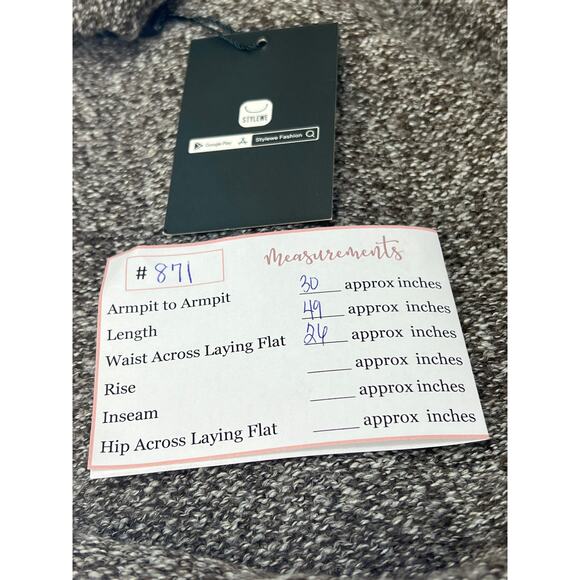 STYLEWE
Google Play Stylewe Fashion
Measurements
# 871
Armpit to Armpit 30 approx inches
Length 49 approx inches
Waist Across Laying Flat 26 approx inches
Rise approx inches
Inseam approx inches
Hip Across Laying Flat approx inches